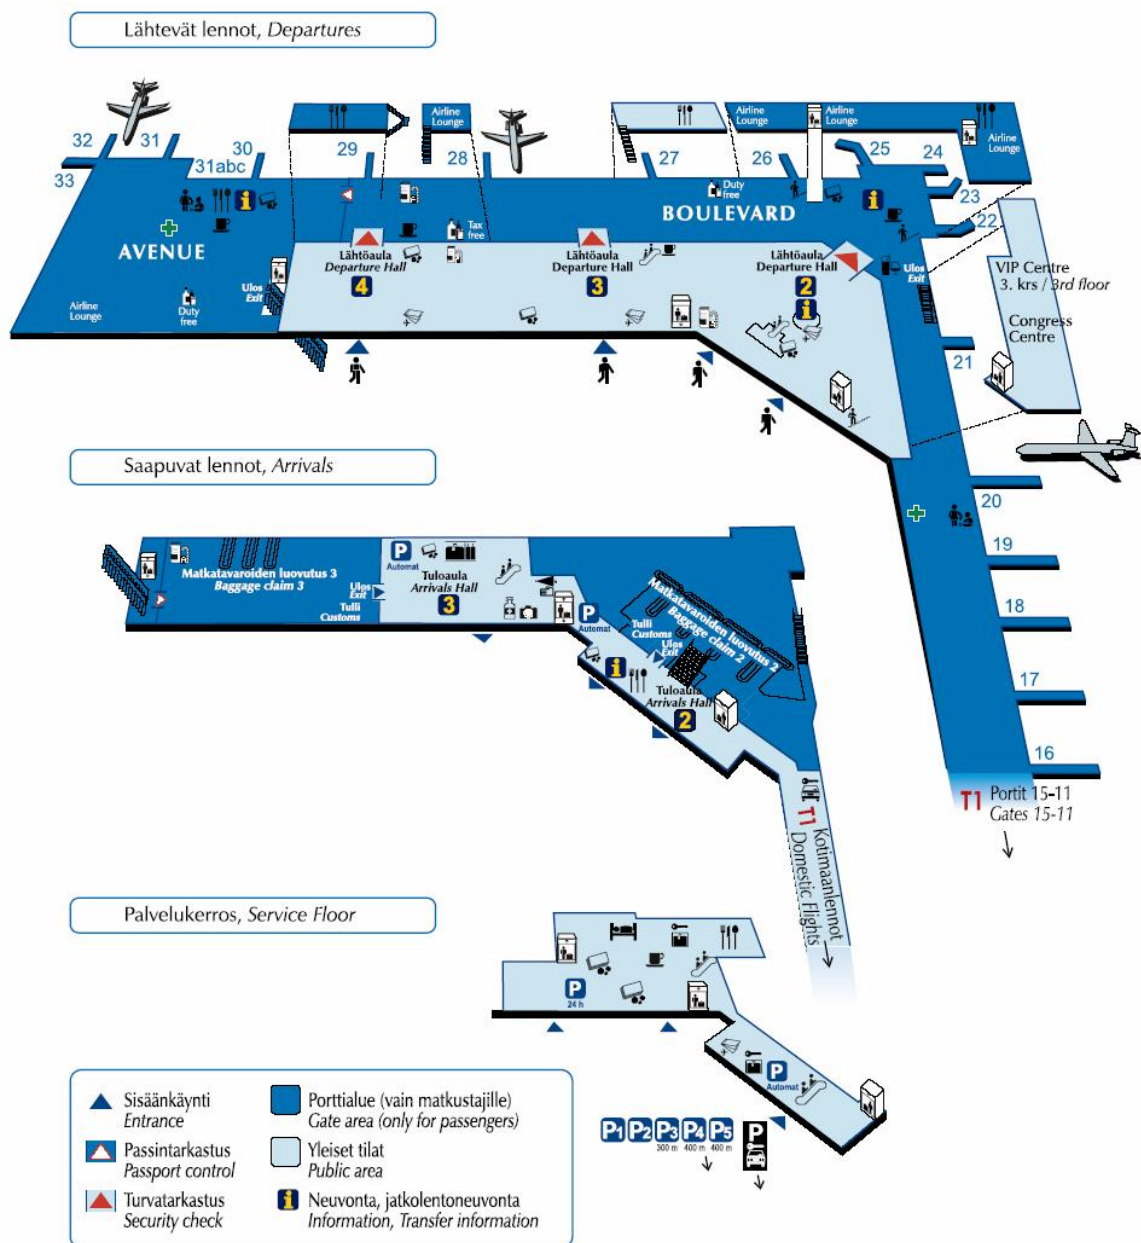 Lähtevät lennot, Departures
Airline
Lounge
Airline
Lounge
Airline
Lounge
Airline
Lounge
32
31
33
31abc
30
29
28
27
26
25
24
23
22
AVENUE
BOULEVARD
Duty
free
Tax
free
Lähtöaula
Departure Hall
4
Lähtöaula
Departure Hall
3
Lähtöaula
Departure Hall
2
i
i
i
Ulos
Exit
Ulos
Exit
Airline
Lounge
Duty
free
VIP Centre
3. krs / 3rd floor
Congress
Centre
21
20
19
18
17
16
T1 Portit 15-11
Gates 15-11
Saapuvat lennot, Arrivals
Matkatavaroiden luovutus 3
Baggage claim 3
Ulos
Exit
Tulli
Customs
P
Automat
Tuloaula
Arrivals Hall
3
P
Automat
Matkatavaroiden luovutus 2
Baggage claim 2
Tulli
Customs
Ulos
Exit
i
Tuloaula
Arrivals Hall
2
T1 Kotimaanlennot
Domestic Flights
Palvelukerros, Service Floor
P
24 h
P
Automat
P1 P2 P3 P4 P5 P
300 m 400 m 400 m
Sisäänkäynti
Entrance
Passintarkastus
Passport control
Turvatarkastus
Security check
Porttialue (vain matkustajille)
Gate area (only for passengers)
Yleiset tilat
Public area
i Neuvonta, jatkolentoneuvonta
Information, Transfer information